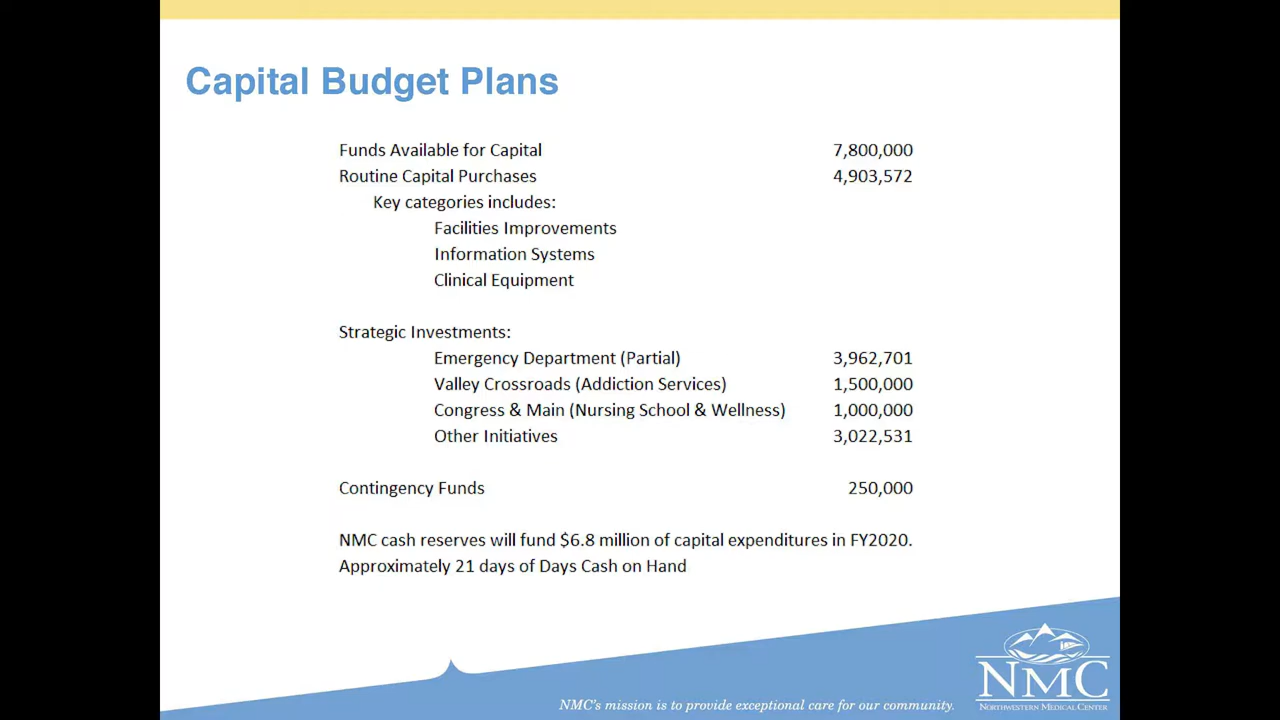 Capital Budget Plans
Funds Available for Capital 7,800,000
Routine Capital Purchases 4,903,572
Key categories includes:
Facilities Improvements
Information Systems
Clinical Equipment
Strategic Investments:
Emergency Department (Partial) 3,962,701
Valley Crossroads (Addiction Services) 1,500,000
Congress & Main (Nursing School & Wellness) 1,000,000
Other Initiatives 3,022,531
Contingency Funds 250,000
NMC cash reserves will fund $6.8 million of capital expenditures in FY2020.
Approximately 21 days of Days Cash on Hand
NMC's mission is to provide exceptional care for our community.
NMC
NORTHWESTERN MEDICAL CENTER